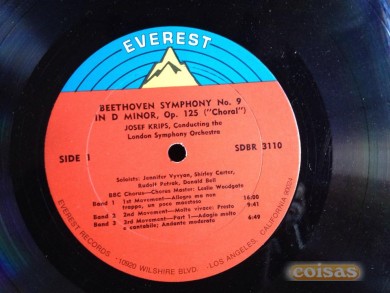 EVEREST
BEETHOVEN SYMPHONY No. 9
IN D MINOR, Op. 125 ("Choral")
JOSEF KRIPS, Conducting the
London Symphony Orchestra
SIDE 1
SDBR 3110
Soloists: Jennifer Vyvyan, Shirley Carter,
Rudolf Petrak, Donald Bell
BBC Chorus—Chorus Master: Leslie Woodgate
Band 1 1st Movement—Allegro ma non
troppo, un poco maestoso 16:00
Band 2 2nd Movement—Molto vivace; Presto 9:41
Band 3 3rd Movement—Part 1—Adagio molto
e cantabile; Andante moderato 6:49
EVEREST RECORDS / 10920 WILSHIRE BLVD. / LOS ANGELES, CALIFORNIA
coisas